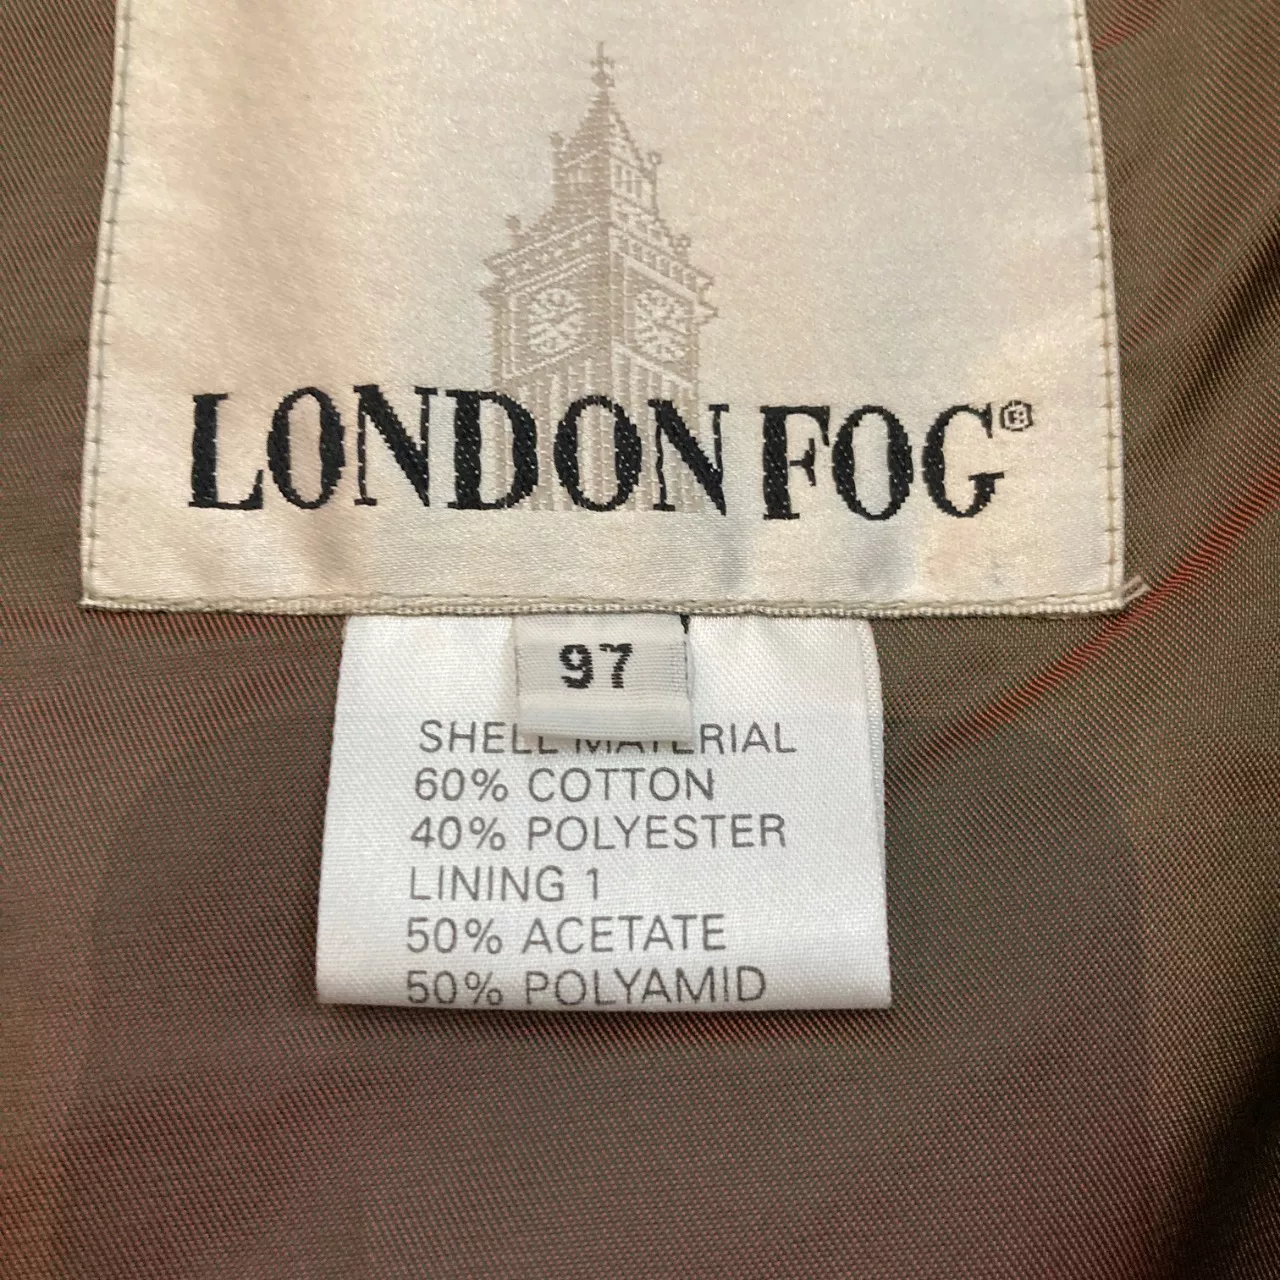 LONDON FOG®
97
SHELL MATERIAL
60% COTTON
40% POLYESTER
LINING 1
50% ACETATE
50% POLYAMID